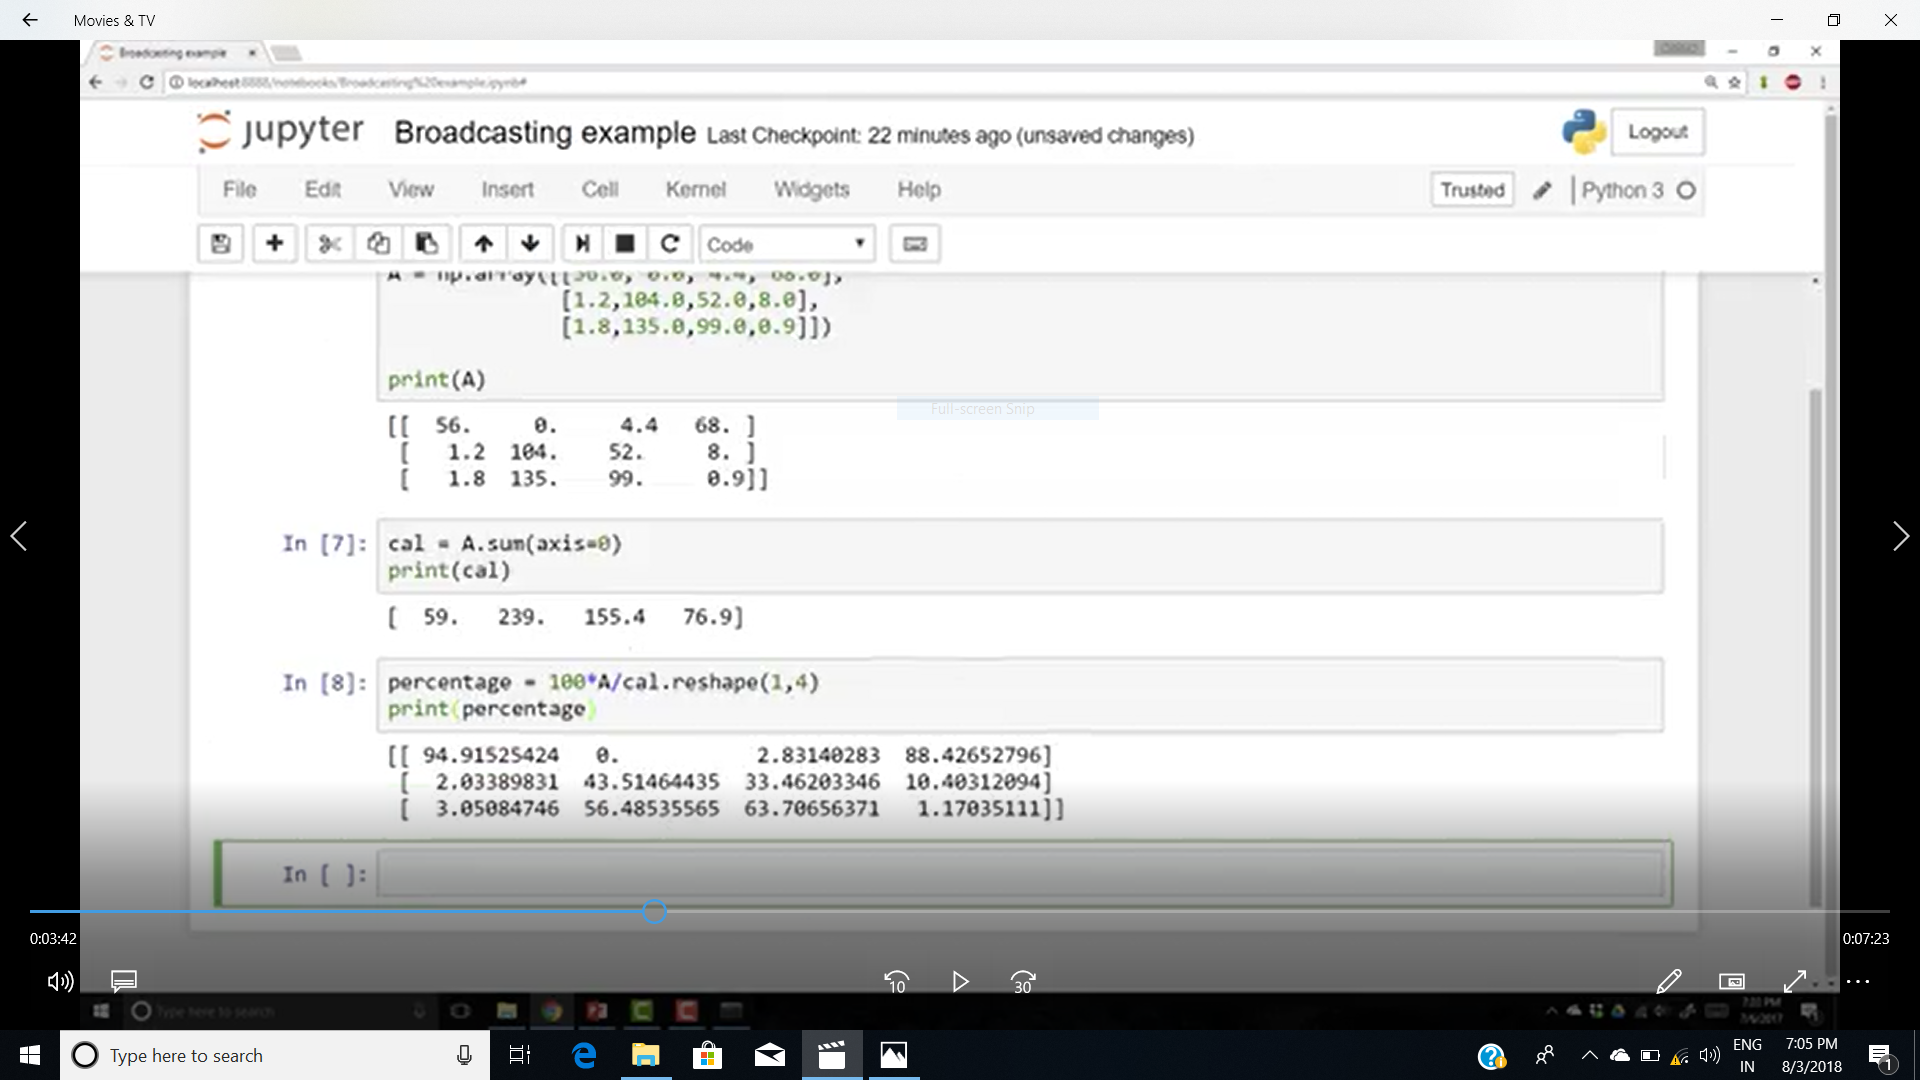 Movies & TV
Broadcasting example
localhost:8888/notebooks/Broadcasting%20example.ipynb#
jupyter Broadcasting example Last Checkpoint: 22 minutes ago (unsaved changes) Logout
File Edit View Insert Cell Kernel Widgets Help Trusted Python 3
Code
A = np.array([[56.0, 0.0, 4.4, 68.0],
[1.2,104.0,52.0,8.0],
[1.8,135.0,99.0,0.9]])
print(A)
Full-screen Snip
[[ 56. 0. 4.4 68. ]
[ 1.2 104. 52. 8. ]
[ 1.8 135. 99. 0.9]]
In [7]: cal = A.sum(axis=0)
print(cal)
[ 59. 239. 155.4 76.9]
In [8]: percentage = 100*A/cal.reshape(1,4)
print(percentage)
[[ 94.91525424 0. 2.83140283 88.42652796]
[ 2.03389831 43.51464435 33.46203346 10.40312094]
[ 3.05084746 56.48535565 63.70656371 1.17035111]]
In [ ]:
0:03:42 0:07:23
10 30
Type here to search
Type here to search
ENG
IN
7:05 PM
8/3/2018
1